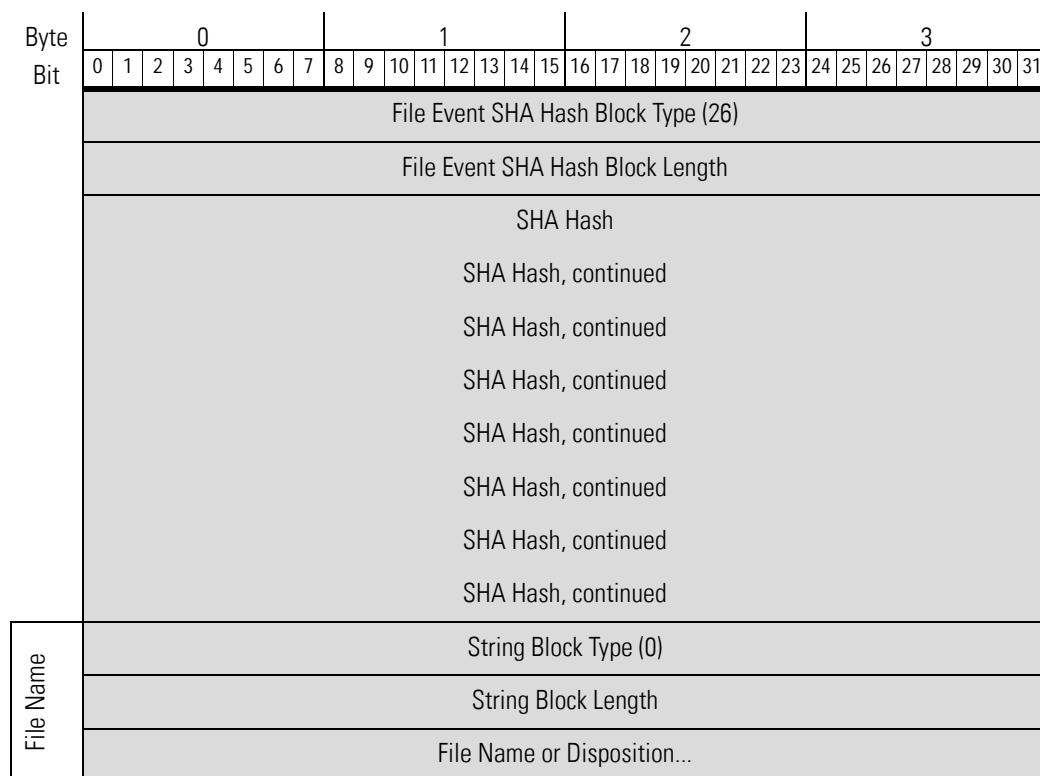 Byte 0 1 2 3
Bit 0 1 2 3 4 5 6 7 8 9 10 11 12 13 14 15 16 17 18 19 20 21 22 23 24 25 26 27 28 29 30 31
File Event SHA Hash Block Type (26)
File Event SHA Hash Block Length
SHA Hash
SHA Hash, continued
SHA Hash, continued
SHA Hash, continued
SHA Hash, continued
SHA Hash, continued
SHA Hash, continued
SHA Hash, continued
File Name
String Block Type (0)
String Block Length
File Name or Disposition...